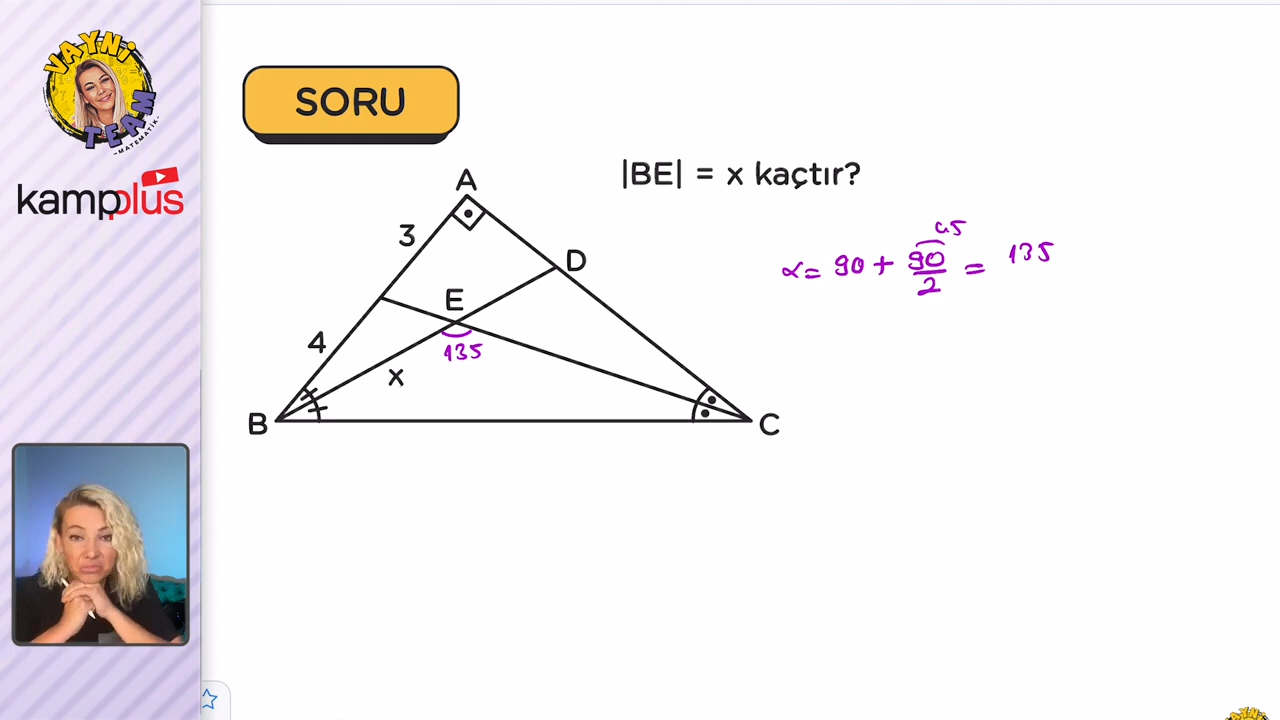 VAYNİ
TEAM
-MATEMATİK-
kampplus
SORU
|BE| = x kaçtır?
A
3
D
E
4
x
B
C
135
α = 90 + 90/2 = 135
45